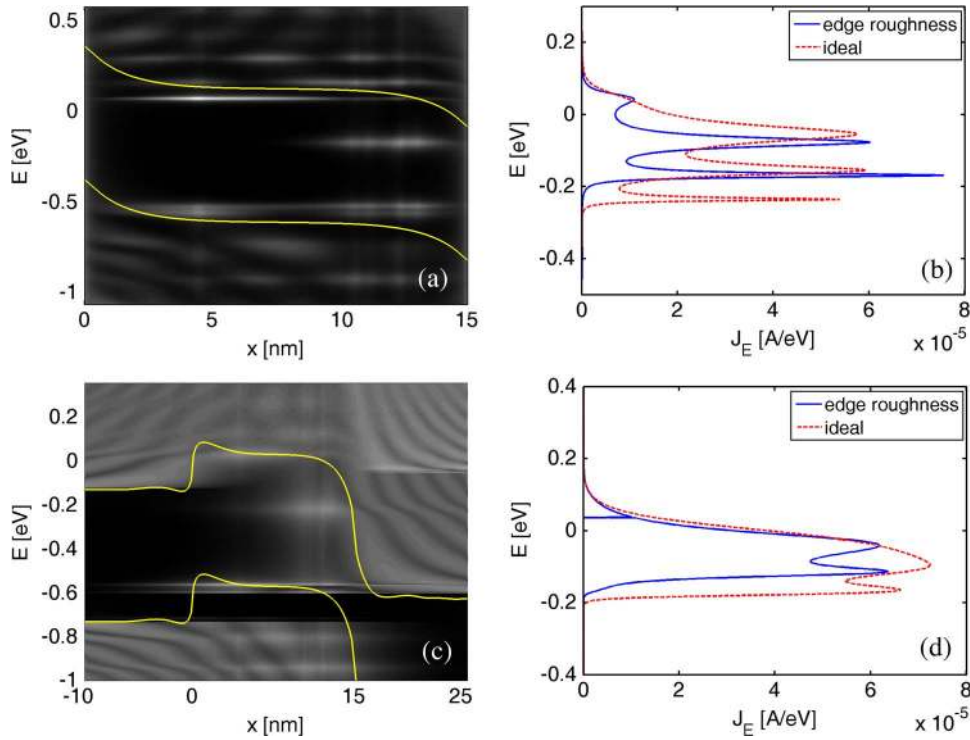 0.5
0
-0.5
-1
E [eV]
0
5
10
15
x [nm]
(a)
0.2
0
-0.2
-0.4
E [eV]
edge roughness
ideal
0
2
4
6
8
J_E [A/eV]
x 10^-5
(b)
0.2
0
-0.2
-0.4
-0.6
-0.8
-1
E [eV]
-10
0
15
25
x [nm]
(c)
0.4
0.2
0
-0.2
-0.4
E [eV]
edge roughness
ideal
0
2
4
6
8
J_E [A/eV]
x 10^-5
(d)